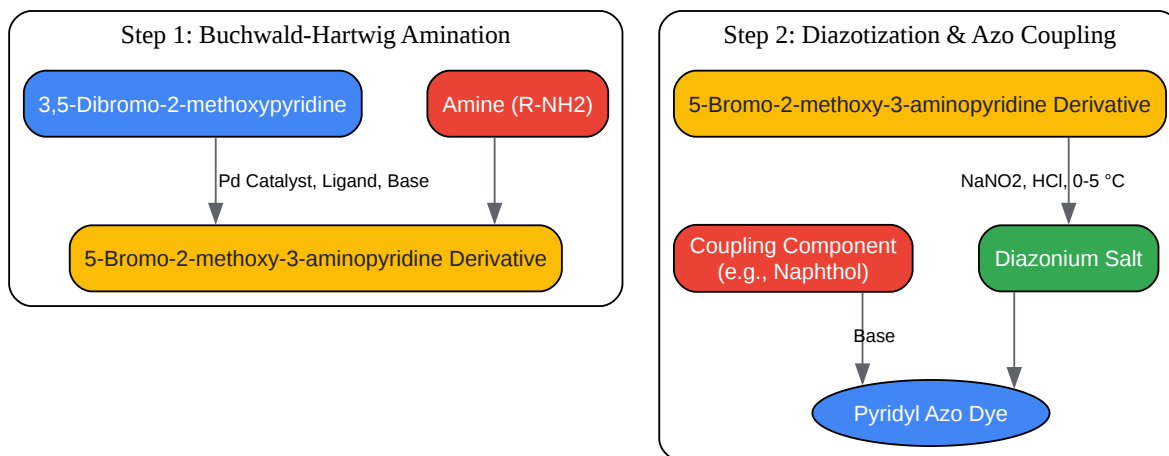 Step 1: Buchwald-Hartwig Amination
3,5-Dibromo-2-methoxypyridine
Amine (R-NH2)
Pd Catalyst, Ligand, Base
5-Bromo-2-methoxy-3-aminopyridine Derivative
Step 2: Diazotization & Azo Coupling
5-Bromo-2-methoxy-3-aminopyridine Derivative
NaNO2, HCl, 0-5 °C
Coupling Component
(e.g., Naphthol)
Diazonium Salt
Base
Pyridyl Azo Dye